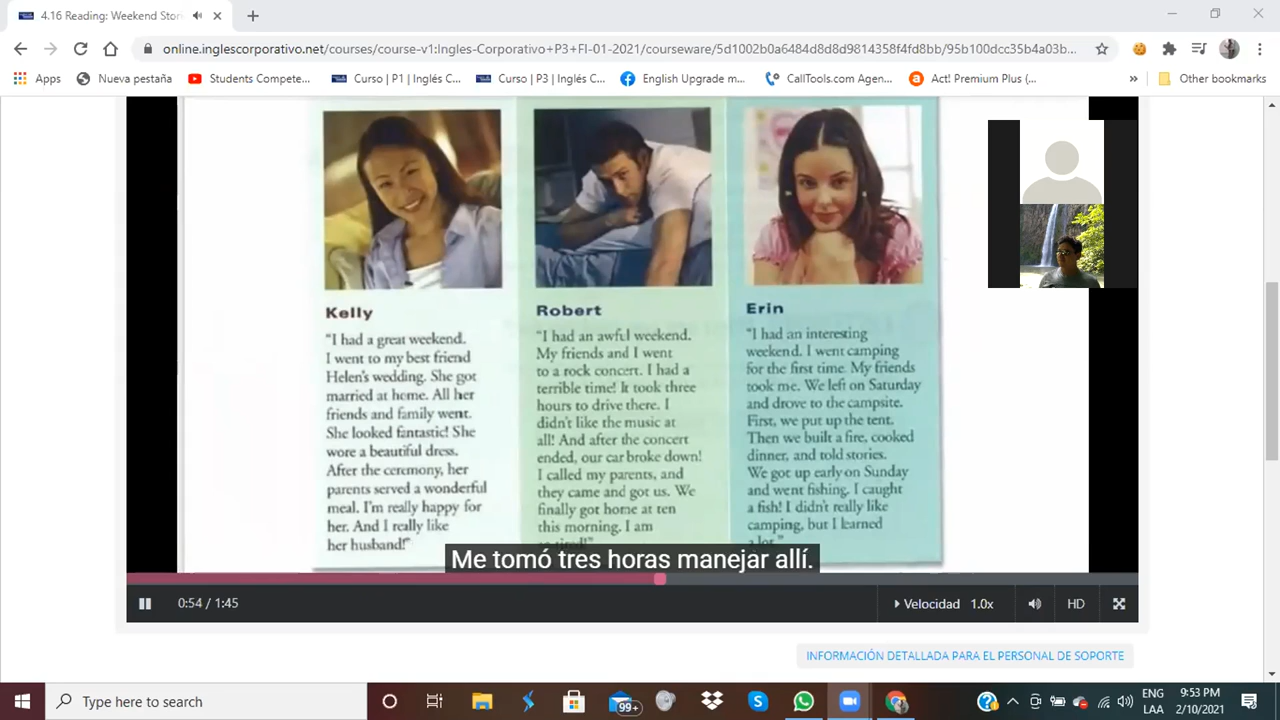 4.16 Reading: Weekend Stor
online.inglescorporativo.net/courses/course-v1:Ingles-Corporativo+P3+FI-01-2021/courseware/5d1002b0a6484d8d8d9814358f4fd8bb/95b100dcc35b4a03b...
Apps
Nueva pestaña
Students Compete...
Curso | P1 | Inglés C...
Curso | P3 | Inglés C...
English Upgrade m...
CallTools.com Agen...
Act! Premium Plus (...
»
Other bookmarks
Kelly
"I had a great weekend.
I went to my best friend
Helen's wedding. She got
married at home. All her
friends and family went.
She looked fantastic! She
wore a beautiful dress.
After the ceremony, her
parents served a wonderful
meal. I'm really happy for
her. And I really like
her husband!"
Robert
"I had an awful weekend.
My friends and I went
to a rock concert. I had a
terrible time! It took three
hours to drive there. I
didn't like the music at
all! And after the concert
ended, our car broke down!
I called my parents, and
they came and got us. We
finally got home at ten
this morning. I am
so tired!"
Erin
"I had an interesting
weekend. I went camping
for the first time. My friends
took me. We left on Saturday
and drove to the campsite.
First, we put up the tent.
Then we built a fire, cooked
dinner, and told stories.
We got up early on Sunday
and went fishing. I caught
a fish! I didn't really like
camping, but I learned
a lot."
Me tomó tres horas manejar allí.
0:54 / 1:45
Velocidad 1.0x
HD
INFORMACIÓN DETALLADA PARA EL PERSONAL DE SOPORTE
Type here to search
99+
ENG
LAA
9:53 PM
2/10/2021